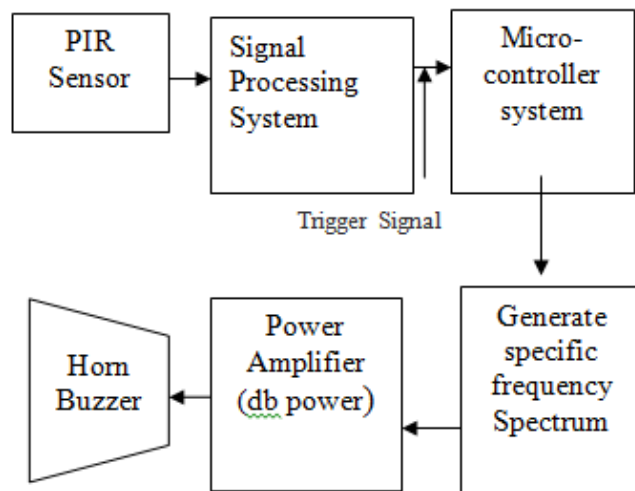 PIR
Sensor
Signal
Processing
System
Micro-
controller
system
Trigger Signal
Generate
specific
frequency
Spectrum
Power
Amplifier
(db power)
Horn
Buzzer